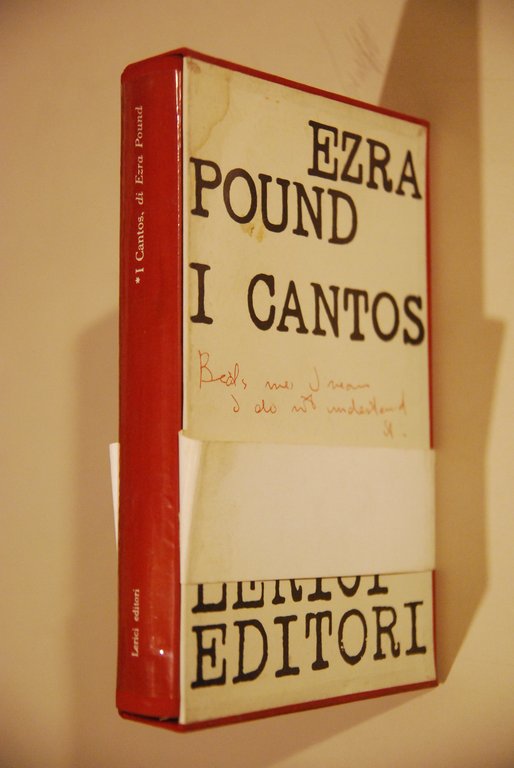 *I Cantos, di Ezra Pound
Lerici editori
EZRA
POUND
I CANTOS
Beats me I mean
I do not understand
it.
LERICI
EDITORI